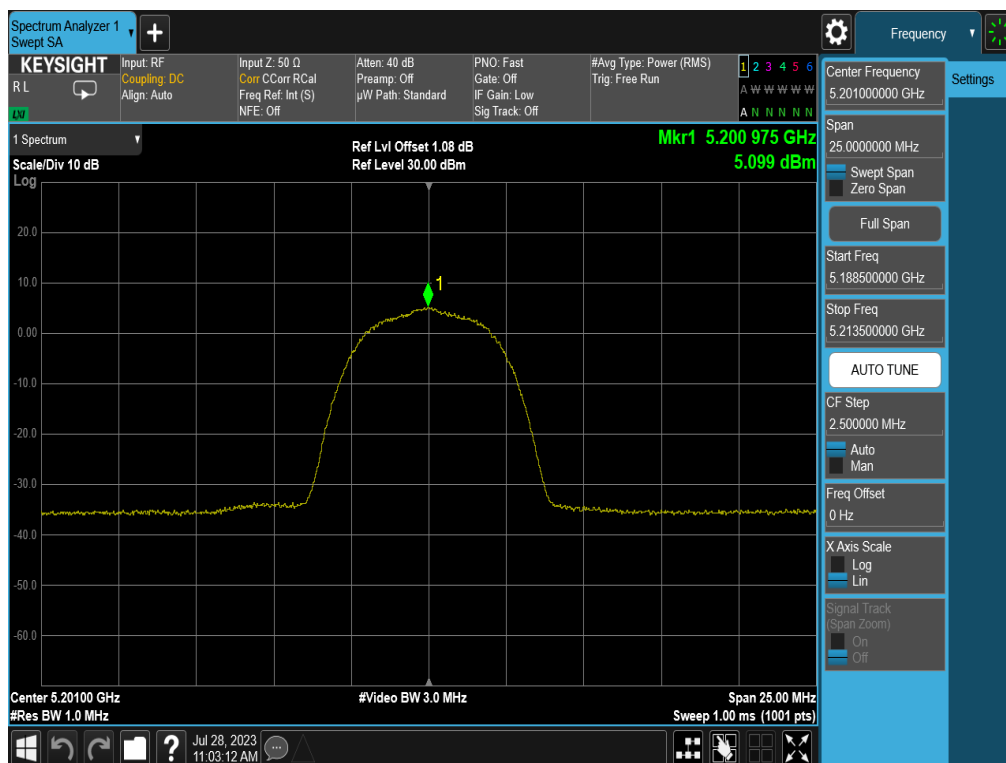 Spectrum Analyzer 1
Swept SA
Frequency
KEYSIGHT
R L
LNI
Input: RF
Coupling: DC
Align: Auto
Input Z: 50 Ω
Corr CCorr RCal
Freq Ref: Int (S)
NFE: Off
Atten: 40 dB
Preamp: Off
µW Path: Standard
PNO: Fast
Gate: Off
IF Gain: Low
Sig Track: Off
#Avg Type: Power (RMS)
Trig: Free Run
1 2 3 4 5 6
A W W W W W
A N N N N N
1 Spectrum
Scale/Div 10 dB
Log
Ref Lvl Offset 1.08 dB
Ref Level 30.00 dBm
Mkr1 5.200 975 GHz
5.099 dBm
20.0
10.0
0.00
-10.0
-20.0
-30.0
-40.0
-50.0
-60.0
1
Center 5.20100 GHz
#Res BW 1.0 MHz
#Video BW 3.0 MHz
Span 25.00 MHz
Sweep 1.00 ms (1001 pts)
Center Frequency
5.201000000 GHz
Settings
Span
25.0000000 MHz
Swept Span
Zero Span
Full Span
Start Freq
5.188500000 GHz
Stop Freq
5.213500000 GHz
AUTO TUNE
CF Step
2.500000 MHz
Auto
Man
Freq Offset
0 Hz
X Axis Scale
Log
Lin
Signal Track
(Span Zoom)
On
Off
?
Jul 28, 2023
11:03:12 AM